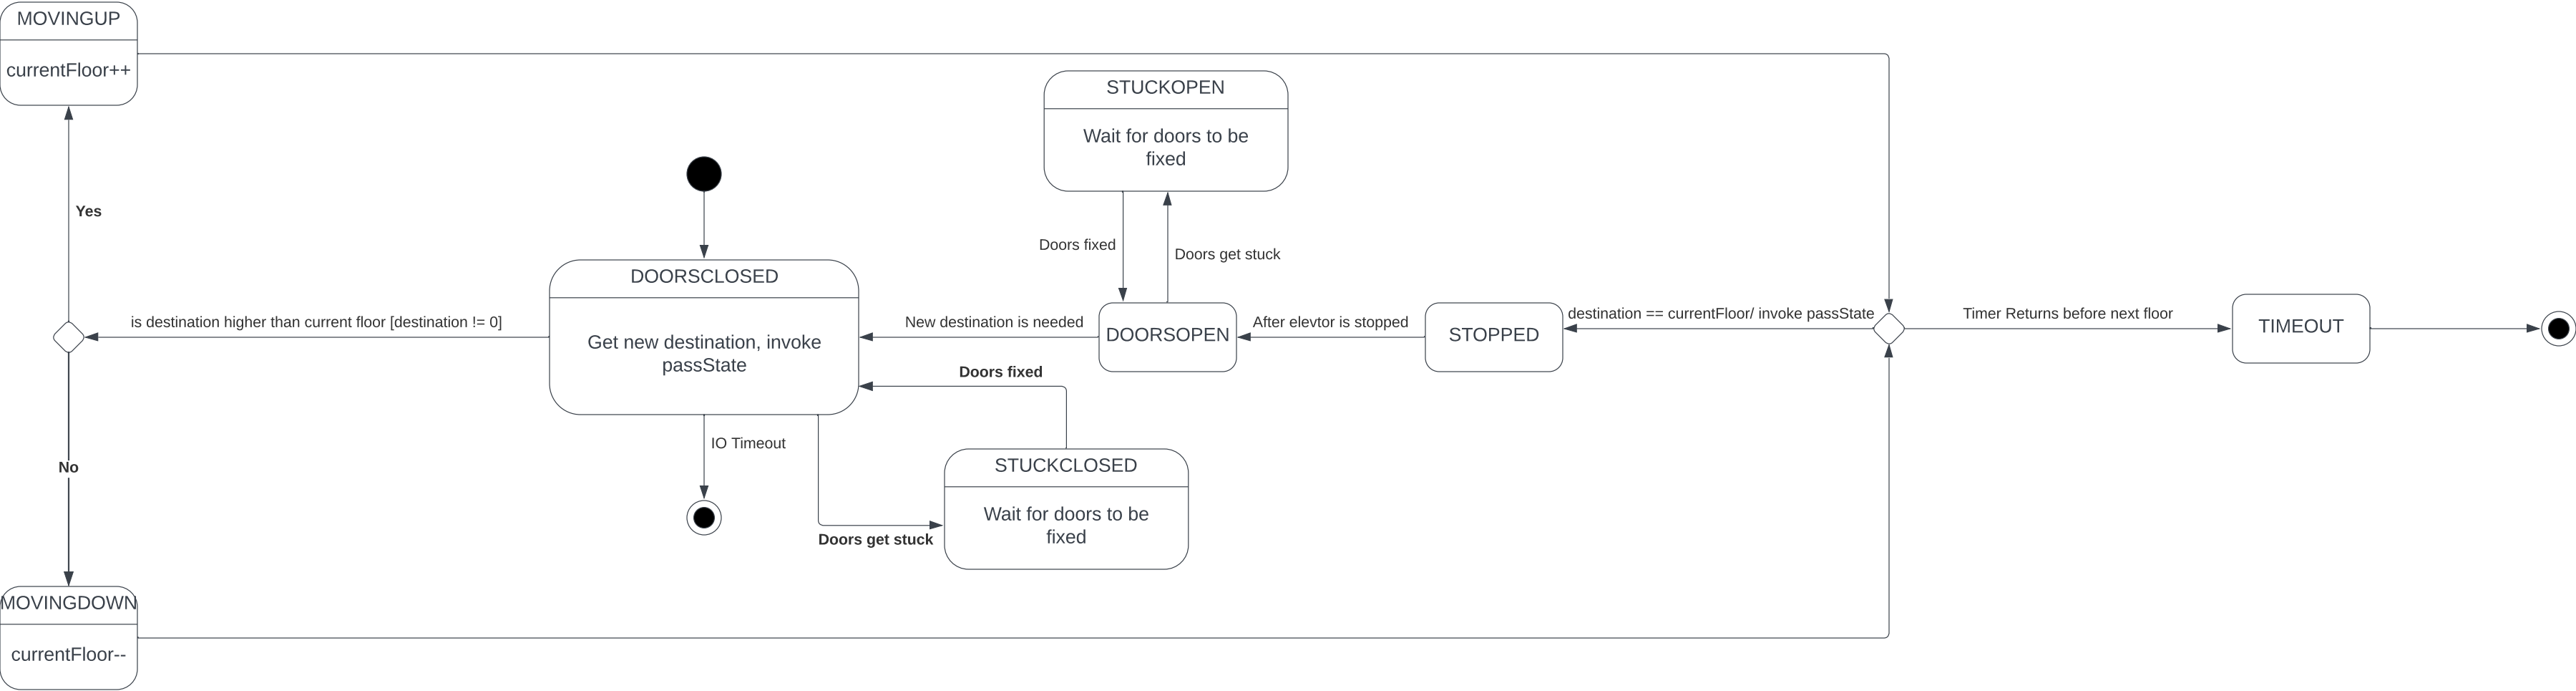 MOVINGUP
currentFloor++
STUCKOPEN
Wait for doors to be
fixed
Yes
Doors fixed
Doors get stuck
DOORSCLOSED
Get new destination, invoke
passState
is destination higher than current floor [destination != 0]
New destination is needed
DOORSOPEN
After elevtor is stopped
STOPPED
destination == currentFloor/ invoke passState
Timer Returns before next floor
TIMEOUT
Doors fixed
IO Timeout
No
STUCKCLOSED
Wait for doors to be
fixed
Doors get stuck
MOVINGDOWN
currentFloor--